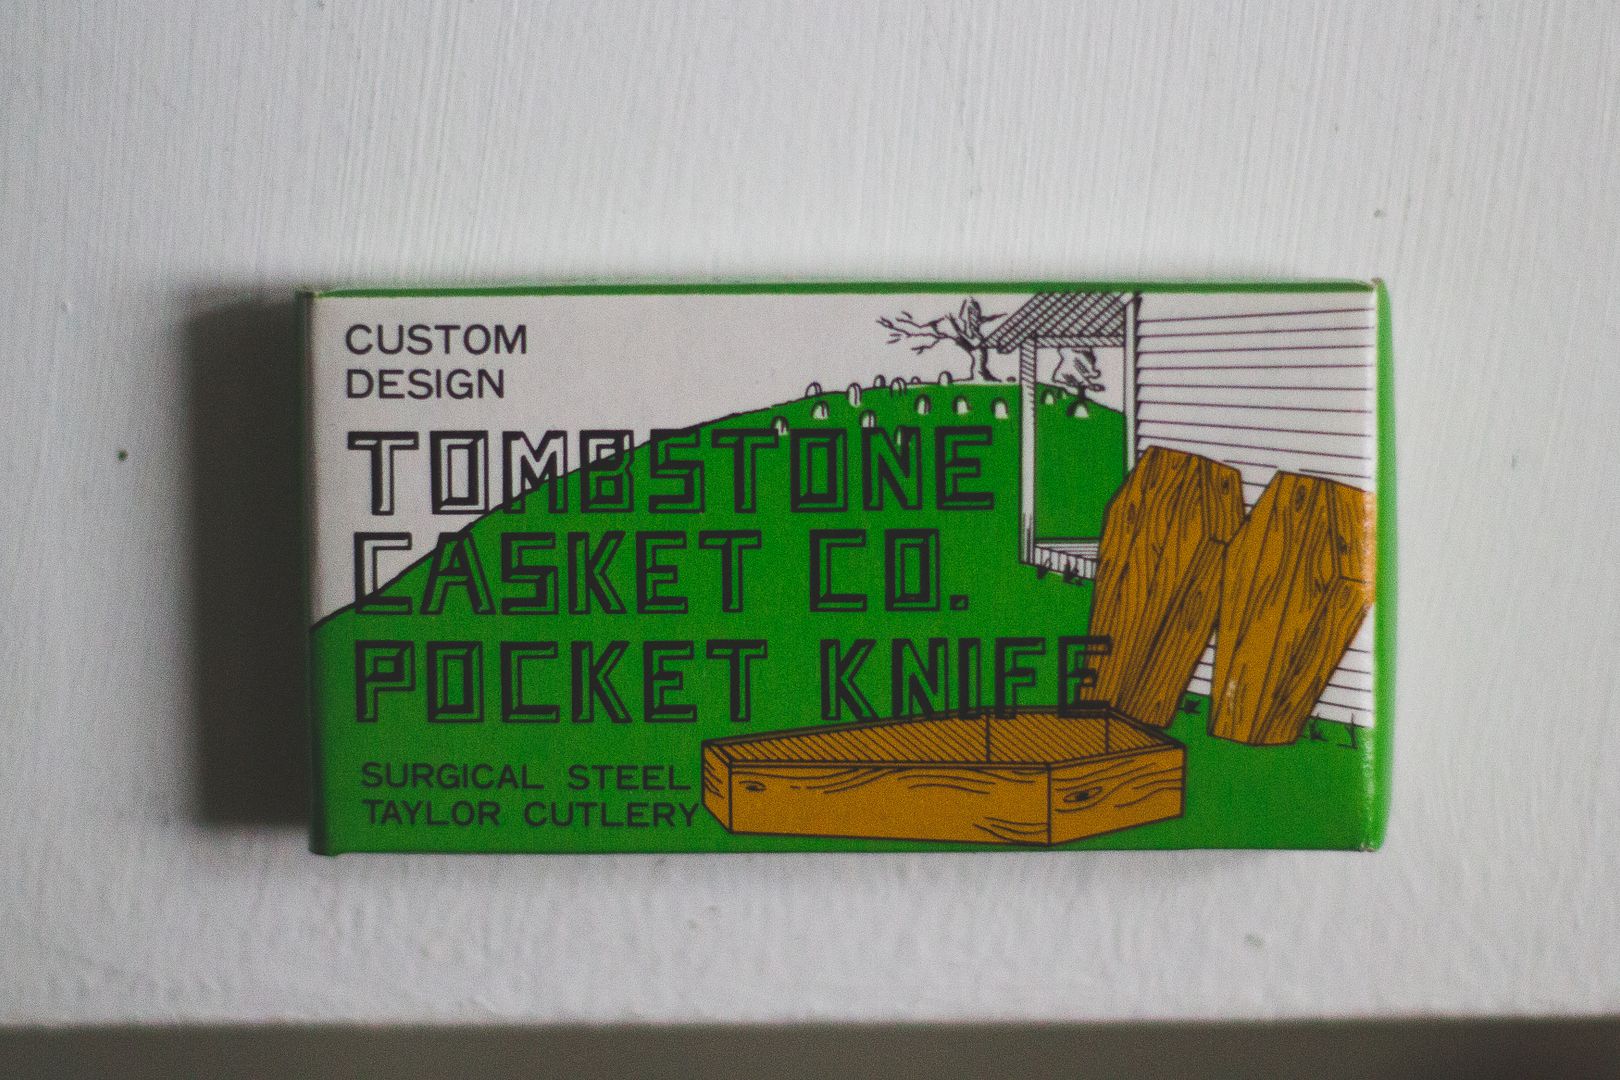 CUSTOM
DESIGN
TOMBSTONE
CASKET CO.
POCKET KNIFE
SURGICAL STEEL
TAYLOR CUTLERY